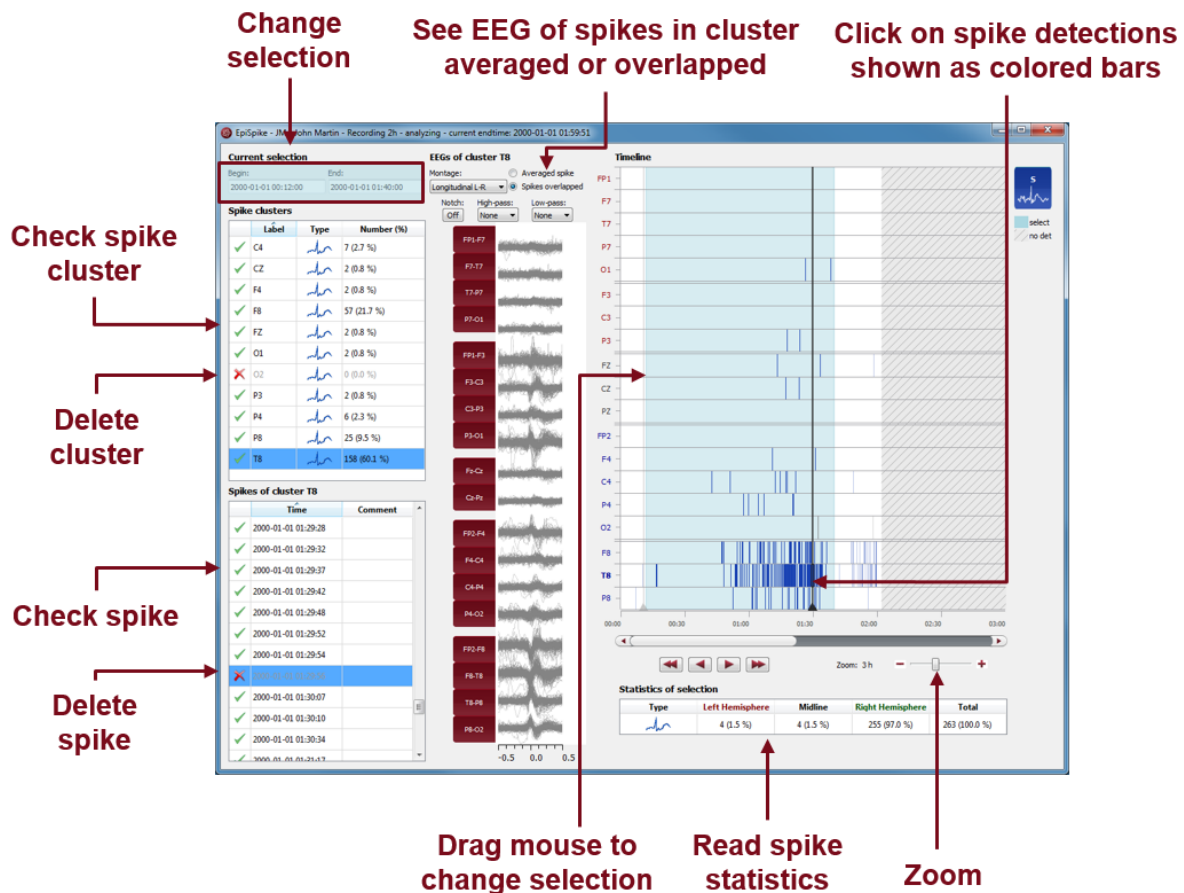 Change
selection
See EEG of spikes in cluster
averaged or overlapped
Click on spike detections
shown as colored bars
EpiSpike - JM, John Martin - Recording 2h - analyzing - current endtime: 2000-01-01 01:59:51
Current selection
Begin: End:
2000-01-01 00:12:00 2000-01-01 01:40:00
Spike clusters
Label Type Number (%)
C4 7 (2.7 %)
CZ 2 (0.8 %)
F4 2 (0.8 %)
F8 57 (21.7 %)
FZ 2 (0.8 %)
O1 2 (0.8 %)
O2 0 (0.0 %)
P3 2 (0.8 %)
P4 6 (2.3 %)
P8 25 (9.5 %)
T8 158 (60.1 %)
Check spike
cluster
Delete
cluster
Spikes of cluster T8
Time Comment
2000-01-01 01:29:28
2000-01-01 01:29:32
2000-01-01 01:29:37
2000-01-01 01:29:42
2000-01-01 01:29:48
2000-01-01 01:29:52
2000-01-01 01:29:54
2000-01-01 01:30:07
2000-01-01 01:30:10
2000-01-01 01:30:34
2000-01-01 01:31:17
Check spike
Delete
spike
EEGs of cluster T8
Montage: Averaged spike
Longitudinal L-R Spikes overlapped
Notch: High-pass: Low-pass:
Off None None
FP1-F7
F7-T7
T7-P7
P7-O1
FP1-F3
F3-C3
C3-P3
P3-O1
Fz-Cz
Cz-Pz
FP2-F4
F4-C4
C4-P4
P4-O2
FP2-F8
F8-T8
T8-P8
P8-O2
-0.5 0.0 0.5
Timeline
FP1
F7
T7
P7
O1
F3
C3
P3
FZ
CZ
PZ
FP2
F4
C4
P4
O2
F8
T8
P8
00:00 00:30 01:00 01:30 02:00 02:30 03:00
S
select
no det
Zoom: 3 h
Statistics of selection
Type Left Hemisphere Midline Right Hemisphere Total
4 (1.5 %) 4 (1.5 %) 255 (97.0 %) 263 (100.0 %)
Drag mouse to
change selection
Read spike
statistics
Zoom